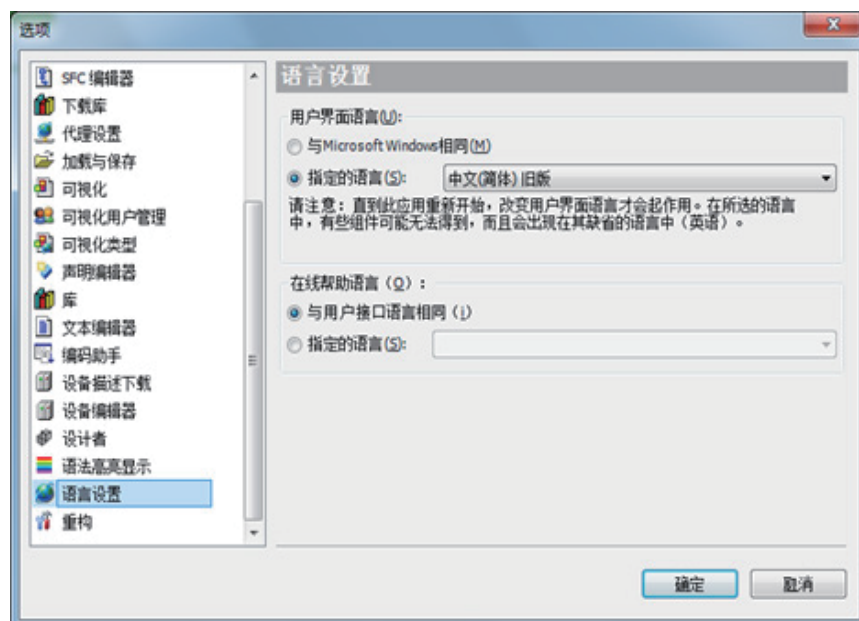 选项
SFC 编辑器
下载库
代理设置
加载与保存
可视化
可视化用户管理
可视化类型
声明编辑器
库
文本编辑器
编码助手
设备描述下载
设备编辑器
设计者
语法高亮显示
语言设置
重构
语言设置
用户界面语言(U):
与Microsoft Windows相同(M)
指定的语言(S): 中文(简体) 旧版
请注意：直到此应用重新开始，改变用户界面语言才会起作用。在所选的语言
中，有些组件可能无法得到，而且会出现在其缺省的语言中（英语）。
在线帮助语言（O）：
与用户接口语言相同（i）
指定的语言(S):
确定
取消